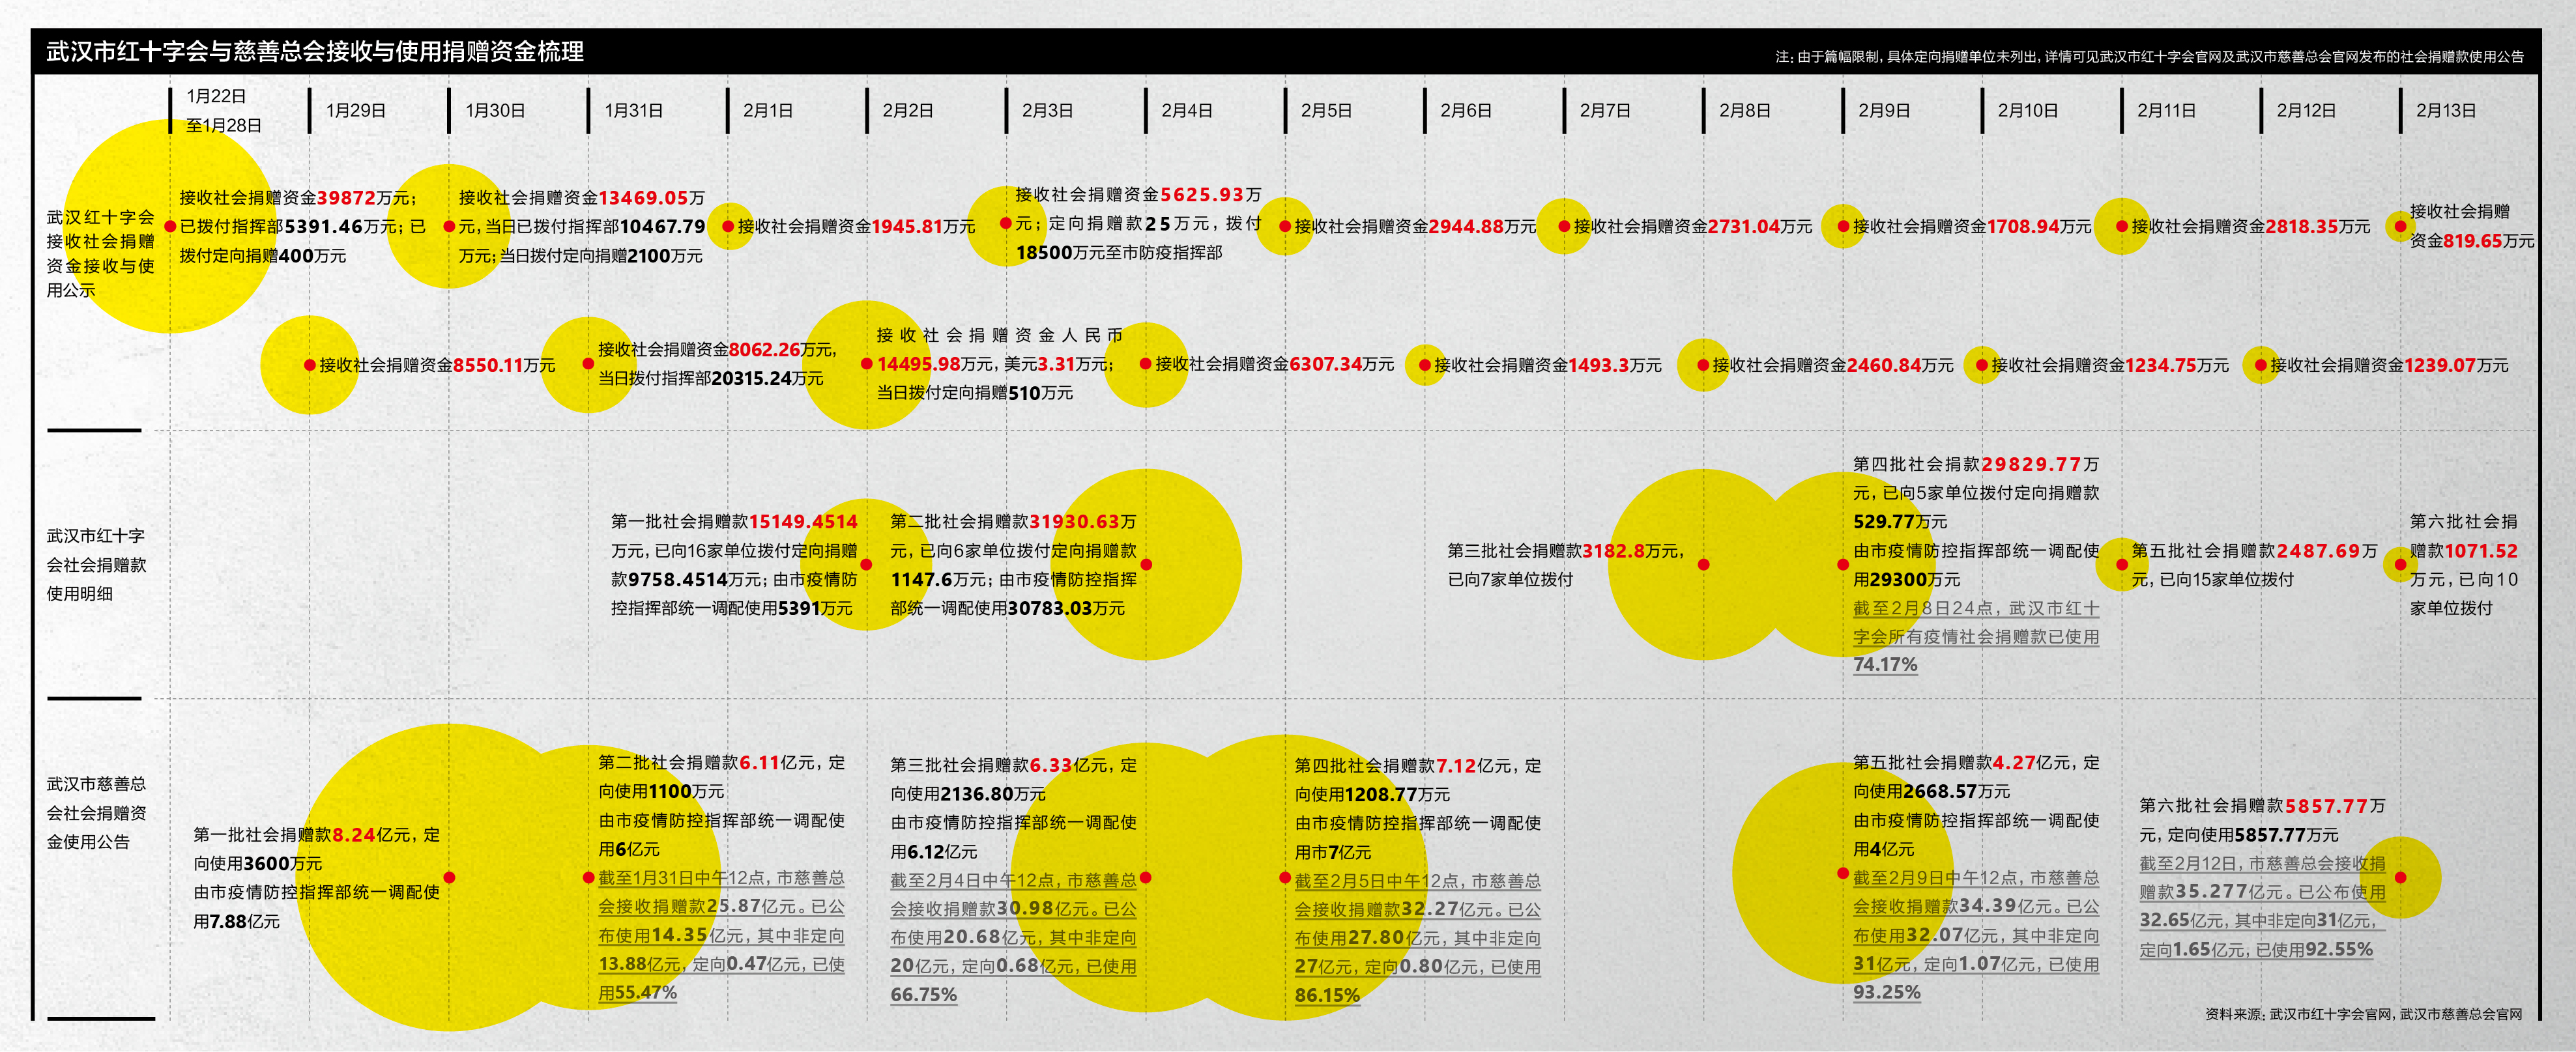 武汉市红十字会与慈善总会接收与使用捐赠资金梳理
注：由于篇幅限制，具体定向捐赠单位未列出，详情可见武汉市红十字会官网及武汉市慈善总会官网发布的社会捐赠款使用公告
1月22日
至1月28日
1月29日
1月30日
1月31日
2月1日
2月2日
2月3日
2月4日
2月5日
2月6日
2月7日
2月8日
2月9日
2月10日
2月11日
2月12日
2月13日
武汉红十字会
接收社会捐赠
资金接收与使
用公示
接收社会捐赠资金39872万元；
已拨付指挥部5391.46万元；已
拨付定向捐赠400万元
接收社会捐赠资金13469.05万
元，当日已拨付指挥部10467.79
万元；当日拨付定向捐赠2100万元
接收社会捐赠资金1945.81万元
接收社会捐赠资金5625.93万
元；定向捐赠款25万元，拨付
18500万元至市防疫指挥部
接收社会捐赠资金2944.88万元
接收社会捐赠资金2731.04万元
接收社会捐赠资金1708.94万元
接收社会捐赠资金2818.35万元
接收社会捐赠
资金819.65万元
接收社会捐赠资金8550.11万元
接收社会捐赠资金8062.26万元，
当日拨付指挥部20315.24万元
接收社会捐赠资金人民币
14495.98万元，美元3.31万元；
当日拨付定向捐赠510万元
接收社会捐赠资金6307.34万元
接收社会捐赠资金1493.3万元
接收社会捐赠资金2460.84万元
接收社会捐赠资金1234.75万元
接收社会捐赠资金1239.07万元
武汉市红十字
会社会捐赠款
使用明细
第一批社会捐赠款15149.4514
万元，已向16家单位拨付定向捐赠
款9758.4514万元；由市疫情防
控指挥部统一调配使用5391万元
第二批社会捐赠款31930.63万
元，已向6家单位拨付定向捐赠款
1147.6万元；由市疫情防控指挥
部统一调配使用30783.03万元
第三批社会捐赠款3182.8万元，
已向7家单位拨付
第四批社会捐款29829.77万
元，已向5家单位拨付定向捐赠款
529.77万元
由市疫情防控指挥部统一调配使
用29300万元
截至2月8日24点，武汉市红十
字会所有疫情社会捐赠款已使用
74.17%
第五批社会捐赠款2487.69万
元，已向15家单位拨付
第六批社会捐
赠款1071.52
万元，已向10
家单位拨付
武汉市慈善总
会社会捐赠资
金使用公告
第一批社会捐赠款8.24亿元，定
向使用3600万元
由市疫情防控指挥部统一调配使
用7.88亿元
第二批社会捐赠款6.11亿元，定
向使用1100万元
由市疫情防控指挥部统一调配使
用6亿元
截至1月31日中午12点，市慈善总
会接收捐赠款25.87亿元。已公
布使用14.35亿元，其中非定向
13.88亿元，定向0.47亿元，已使
用55.47%
第三批社会捐赠款6.33亿元，定
向使用2136.80万元
由市疫情防控指挥部统一调配使
用6.12亿元
截至2月4日中午12点，市慈善总
会接收捐赠款30.98亿元。已公
布使用20.68亿元，其中非定向
20亿元，定向0.68亿元，已使用
66.75%
第四批社会捐赠款7.12亿元，定
向使用1208.77万元
由市疫情防控指挥部统一调配使
用市7亿元
截至2月5日中午12点，市慈善总
会接收捐赠款32.27亿元。已公
布使用27.80亿元，其中非定向
27亿元，定向0.80亿元，已使用
86.15%
第五批社会捐赠款4.27亿元，定
向使用2668.57万元
由市疫情防控指挥部统一调配使
用4亿元
截至2月9日中午12点，市慈善总
会接收捐赠款34.39亿元。已公
布使用32.07亿元，其中非定向
31亿元，定向1.07亿元，已使用
93.25%
第六批社会捐赠款5857.77万
元，定向使用5857.77万元
截至2月12日，市慈善总会接收捐
赠款35.277亿元。已公布使用
32.65亿元，其中非定向31亿元，
定向1.65亿元，已使用92.55%
资料来源：武汉市红十字会官网，武汉市慈善总会官网